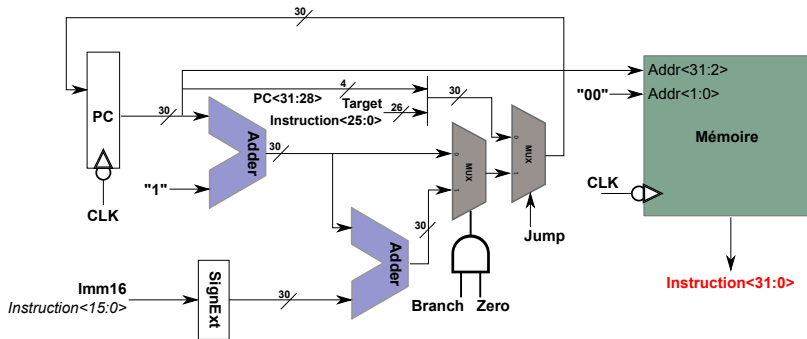 30
4
30
PC<31:28>
Target
26
Instruction<25:0>
Addr<31:2>
"00"
Addr<1:0>
Mémoire
PC
30
Adder
30
0
MUX
1
0
MUX
1
"1"
CLK
CLK
30
Jump
Adder
Imm16
Instruction<15:0>
SignExt
30
Branch
Zero
Instruction<31:0>